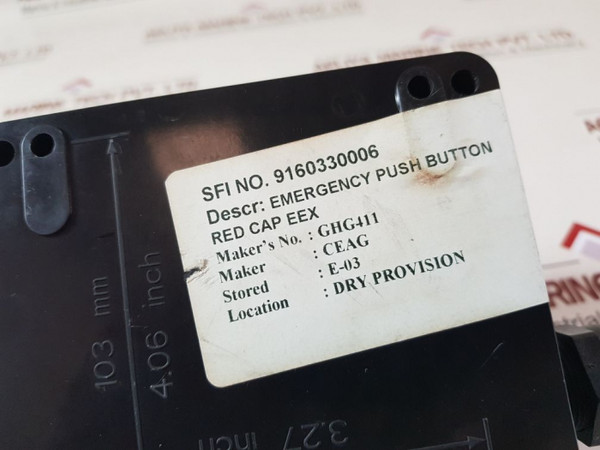 SFI NO. 9160330006
Descr: EMERGENCY PUSH BUTTON
RED CAP EEX
Maker's No. : GHG411
Maker : CEAG
Stored : E-03
Location : DRY PROVISION
103 mm
4.06 inch
3.27 inch